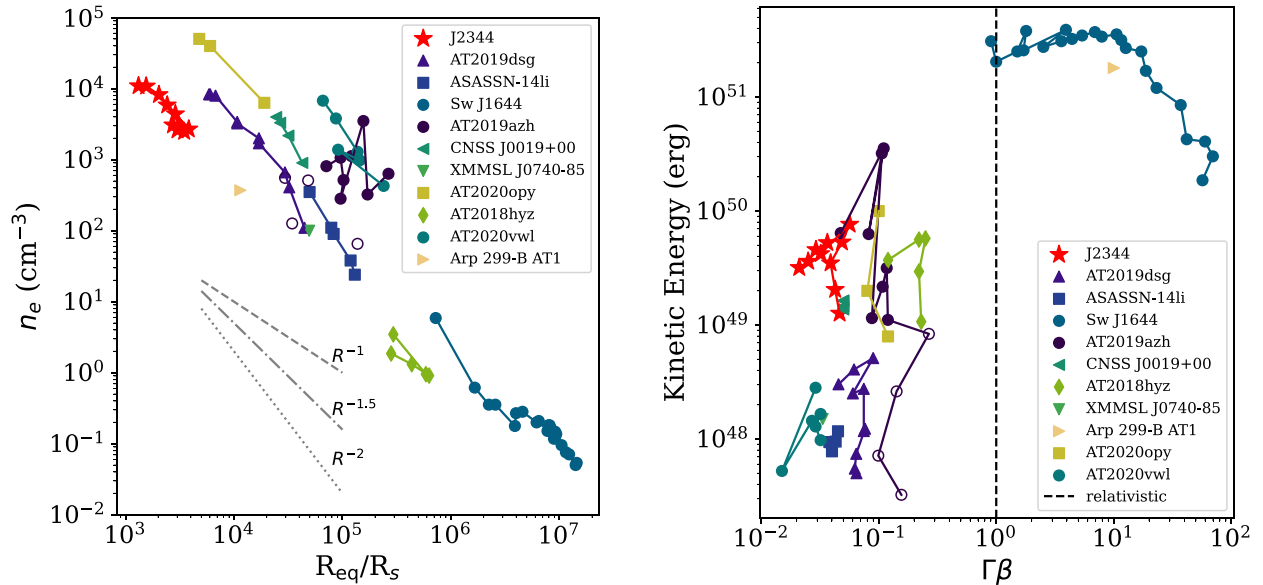 10^5
10^4
10^3
10^2
10^1
10^0
10^{-1}
10^{-2}
n_e (cm^{-3})
J2344
AT2019dsg
ASASSN-14li
Sw J1644
AT2019azh
CNSS J0019+00
XMMSL J0740-85
AT2020opy
AT2018hyz
AT2020vwl
Arp 299-B AT1
R^{-1}
R^{-1.5}
R^{-2}
10^3
10^4
10^5
10^6
10^7
R_{eq}/R_s
Kinetic Energy (erg)
10^{51}
10^{50}
10^{49}
10^{48}
J2344
AT2019dsg
ASASSN-14li
Sw J1644
AT2019azh
CNSS J0019+00
AT2018hyz
XMMSL J0740-85
Arp 299-B AT1
AT2020opy
AT2020vwl
relativistic
10^{-2}
10^{-1}
10^0
10^1
10^2
Γβ